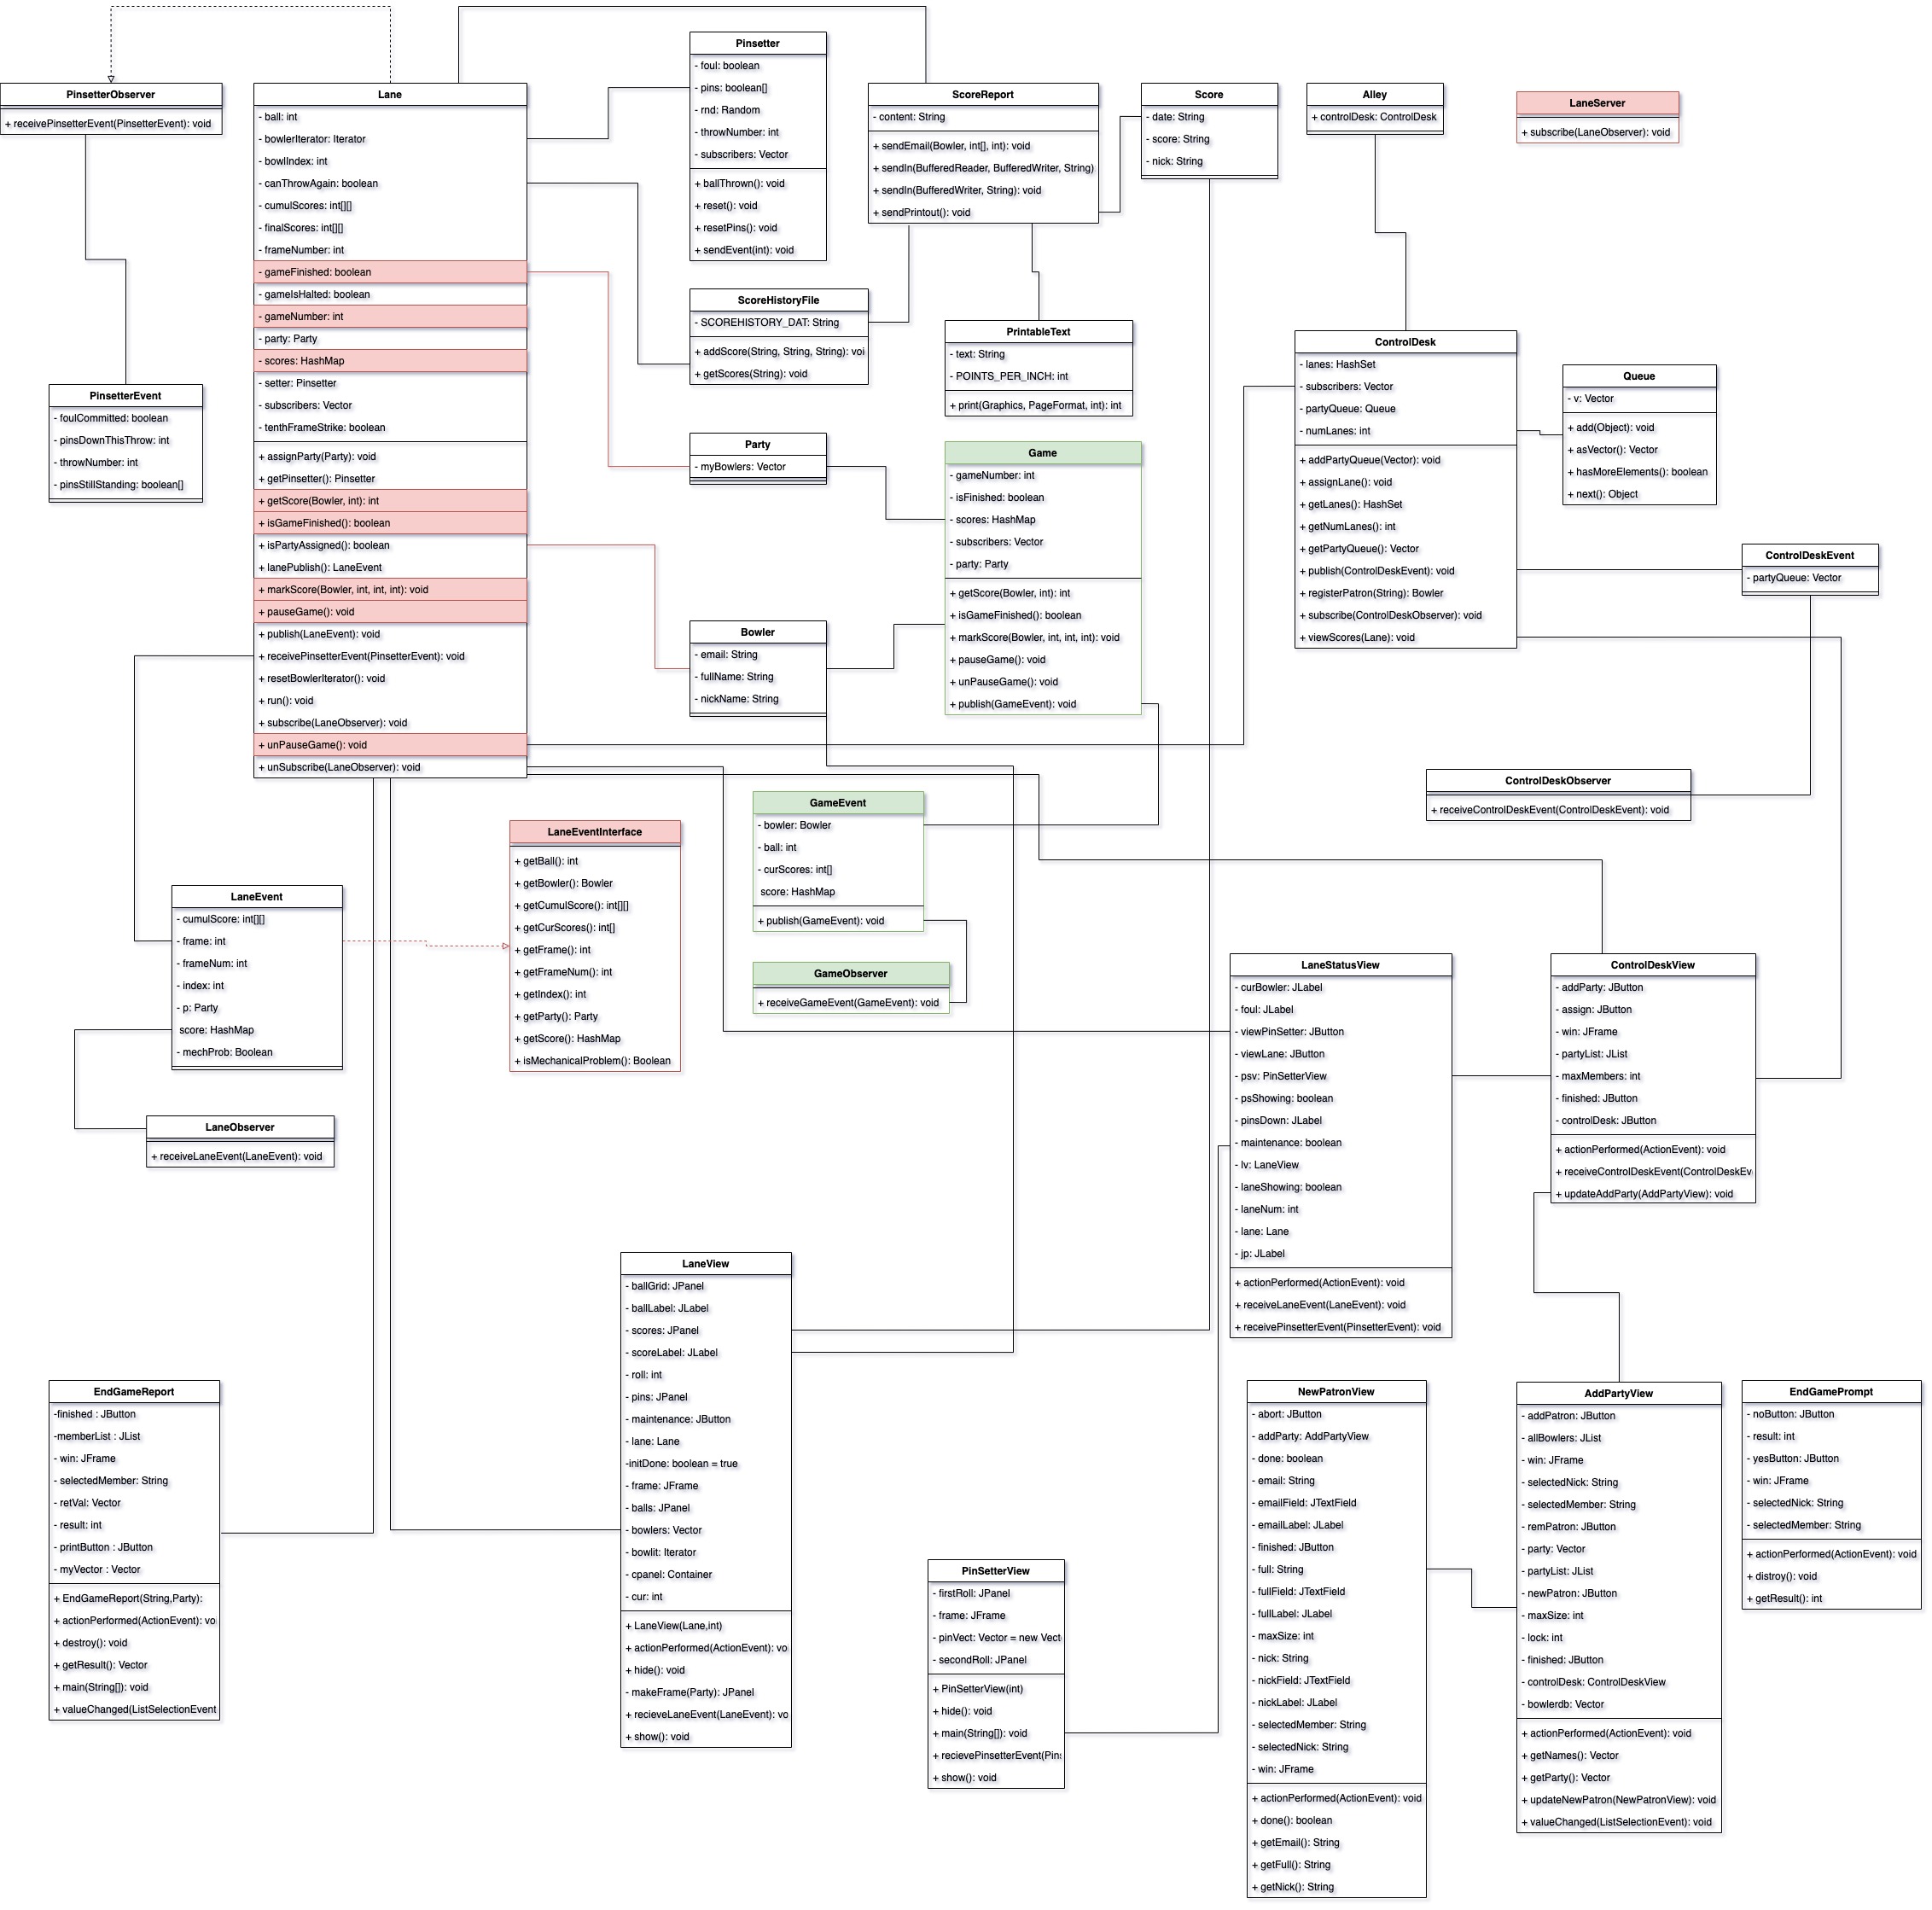 PinsetterObserver
+ receivePinsetterEvent(PinsetterEvent): void
Lane
- ball: int
- bowlerIterator: Iterator
- bowlIndex: int
- canThrowAgain: boolean
- cumulScores: int[][]
- finalScores: int[][]
- frameNumber: int
- gameFinished: boolean
- gameIsHalted: boolean
- gameNumber: int
- party: Party
- scores: HashMap
- setter: Pinsetter
- subscribers: Vector
- tenthFrameStrike: boolean
+ assignParty(Party): void
+ getPinsetter(): Pinsetter
+ getScore(Bowler, int): int
+ isGameFinished(): boolean
+ isPartyAssigned(): boolean
+ lanePublish(): LaneEvent
+ markScore(Bowler, int, int, int): void
+ pauseGame(): void
+ publish(LaneEvent): void
+ receivePinsetterEvent(PinsetterEvent): void
+ resetBowlerIterator(): void
+ run(): void
+ subscribe(LaneObserver): void
+ unPauseGame(): void
+ unSubscribe(LaneObserver): void
Pinsetter
- foul: boolean
- pins: boolean[]
- rnd: Random
- throwNumber: int
- subscribers: Vector
+ ballThrown(): void
+ reset(): void
+ resetPins(): void
+ sendEvent(int): void
ScoreReport
- content: String
+ sendEmail(Bowler, int[], int): void
+ sendIn(BufferedReader, BufferedWriter, String)
+ sendIn(BufferedWriter, String): void
+ sendPrintout(): void
Score
- date: String
- score: String
- nick: String
Alley
+ controlDesk: ControlDesk
LaneServer
+ subscribe(LaneObserver): void
ScoreHistoryFile
- SCOREHISTORY_DAT: String
+ addScore(String, String, String): voi
+ getScores(String): void
PrintableText
- text: String
- POINTS_PER_INCH: int
+ print(Graphics, PageFormat, int): int
ControlDesk
- lanes: HashSet
- subscribers: Vector
- partyQueue: Queue
- numLanes: int
+ addPartyQueue(Vector): void
+ assignLane(): void
+ getLanes(): HashSet
+ getNumLanes(): int
+ getPartyQueue(): Vector
+ publish(ControlDeskEvent): void
+ registerPatron(String): Bowler
+ subscribe(ControlDeskObserver): void
+ viewScores(Lane): void
Queue
- v: Vector
+ add(Object): void
+ asVector(): Vector
+ hasMoreElements(): boolean
+ next(): Object
PinsetterEvent
- foulCommitted: boolean
- pinsDownThisThrow: int
- throwNumber: int
- pinsStillStanding: boolean[]
Party
- myBowlers: Vector
Game
- gameNumber: int
- isFinished: boolean
- scores: HashMap
- subscribers: Vector
- party: Party
+ getScore(Bowler, int): int
+ isGameFinished(): boolean
+ markScore(Bowler, int, int, int): void
+ pauseGame(): void
+ unPauseGame(): void
+ publish(GameEvent): void
ControlDeskEvent
- partyQueue: Vector
Bowler
- email: String
- fullName: String
- nickName: String
ControlDeskObserver
+ receiveControlDeskEvent(ControlDeskEvent): void
GameEvent
- bowler: Bowler
- ball: int
- curScores: int[]
score: HashMap
+ publish(GameEvent): void
LaneEventInterface
+ getBall(): int
+ getBowler(): Bowler
+ getCumulScore(): int[][]
+ getCurScores(): int[]
+ getFrame(): int
+ getFrameNum(): int
+ getIndex(): int
+ getParty(): Party
+ getScore(): HashMap
+ isMechanicalProblem(): Boolean
LaneEvent
- cumulScore: int[][]
- frame: int
- frameNum: int
- index: int
- p: Party
score: HashMap
- mechProb: Boolean
GameObserver
+ receiveGameEvent(GameEvent): void
LaneStatusView
- curBowler: JLabel
- foul: JLabel
- viewPinSetter: JButton
- viewLane: JButton
- psv: PinSetterView
- psShowing: boolean
- pinsDown: JLabel
- maintenance: boolean
- lv: LaneView
- laneShowing: boolean
- laneNum: int
- lane: Lane
- jp: JLabel
+ actionPerformed(ActionEvent): void
+ receiveLaneEvent(LaneEvent): void
+ receivePinsetterEvent(PinsetterEvent): void
ControlDeskView
- addParty: JButton
- assign: JButton
- win: JFrame
- partyList: JList
- maxMembers: int
- finished: JButton
- controlDesk: JButton
+ actionPerformed(ActionEvent): void
+ receiveControlDeskEvent(ControlDeskEv
+ updateAddParty(AddPartyView): void
LaneObserver
+ receiveLaneEvent(LaneEvent): void
LaneView
- ballGrid: JPanel
- ballLabel: JLabel
- scores: JPanel
- scoreLabel: JLabel
- roll: int
- pins: JPanel
- maintenance: JButton
- lane: Lane
-initDone: boolean = true
- frame: JFrame
- balls: JPanel
- bowlers: Vector
- bowlit: Iterator
- cpanel: Container
- cur: int
+ LaneView(Lane,int)
+ actionPerformed(ActionEvent): vo
+ hide(): void
- makeFrame(Party): JPanel
+ recieveLaneEvent(LaneEvent): vo
+ show(): void
EndGameReport
-finished : JButton
-memberList : JList
- win: JFrame
- selectedMember: String
- retVal: Vector
- result: int
- printButton : JButton
- myVector : Vector
+ EndGameReport(String,Party):
+ actionPerformed(ActionEvent): vo
+ destroy(): void
+ getResult(): Vector
+ main(String[]): void
+ valueChanged(ListSelectionEvent
PinSetterView
- firstRoll: JPanel
- frame: JFrame
- pinVect: Vector = new Vect
- secondRoll: JPanel
+ PinSetterView(int)
+ hide(): void
+ main(String[]): void
+ recievePinsetterEvent(Pin
+ show(): void
NewPatronView
- abort: JButton
- addParty: AddPartyView
- done: boolean
- email: String
- emailField: JTextField
- emailLabel: JLabel
- finished: JButton
- full: String
- fullField: JTextField
- fullLabel: JLabel
- maxSize: int
- nick: String
- nickField: JTextField
- nickLabel: JLabel
- selectedMember: String
- selectedNick: String
- win: JFrame
+ actionPerformed(ActionEvent): void
+ done(): boolean
+ getEmail(): String
+ getFull(): String
+ getNick(): String
AddPartyView
- addPatron: JButton
- allBowlers: JList
- win: JFrame
- selectedNick: String
- selectedMember: String
- remPatron: JButton
- party: Vector
- partyList: JList
- newPatron: JButton
- maxSize: int
- lock: int
- finished: JButton
- controlDesk: ControlDeskView
- bowlerdb: Vector
+ actionPerformed(ActionEvent): void
+ getNames(): Vector
+ getParty(): Vector
+ updateNewPatron(NewPatronView): void
+ valueChanged(ListSelectionEvent): void
EndGamePrompt
- noButton: JButton
- result: int
- yesButton: JButton
- win: JFrame
- selectedNick: String
- selectedMember: String
+ actionPerformed(ActionEvent): void
+ distroy(): void
+ getResult(): int